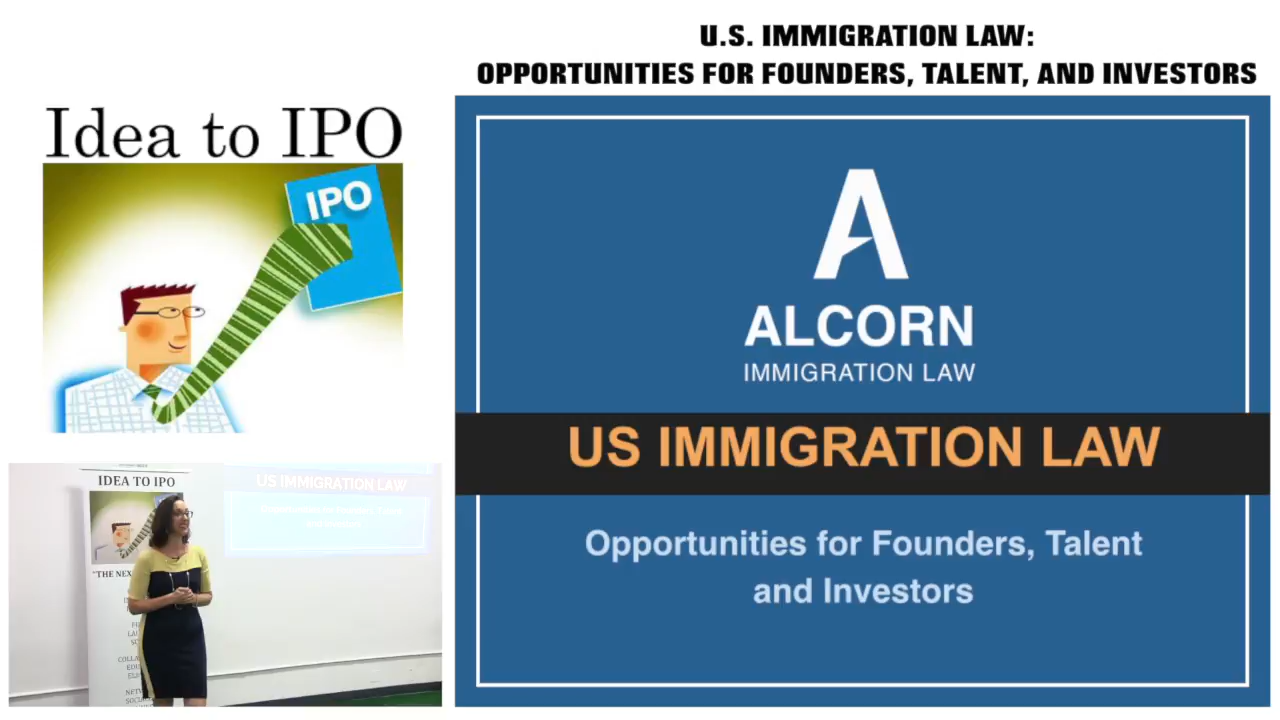 U.S. IMMIGRATION LAW:
OPPORTUNITIES FOR FOUNDERS, TALENT, AND INVESTORS
Idea to IPO
IPO
A
ALCORN
IMMIGRATION LAW
US IMMIGRATION LAW
Opportunities for Founders, Talent
and Investors
IDEA TO IPO
US IMMIGRATION LAW
"THE NEX